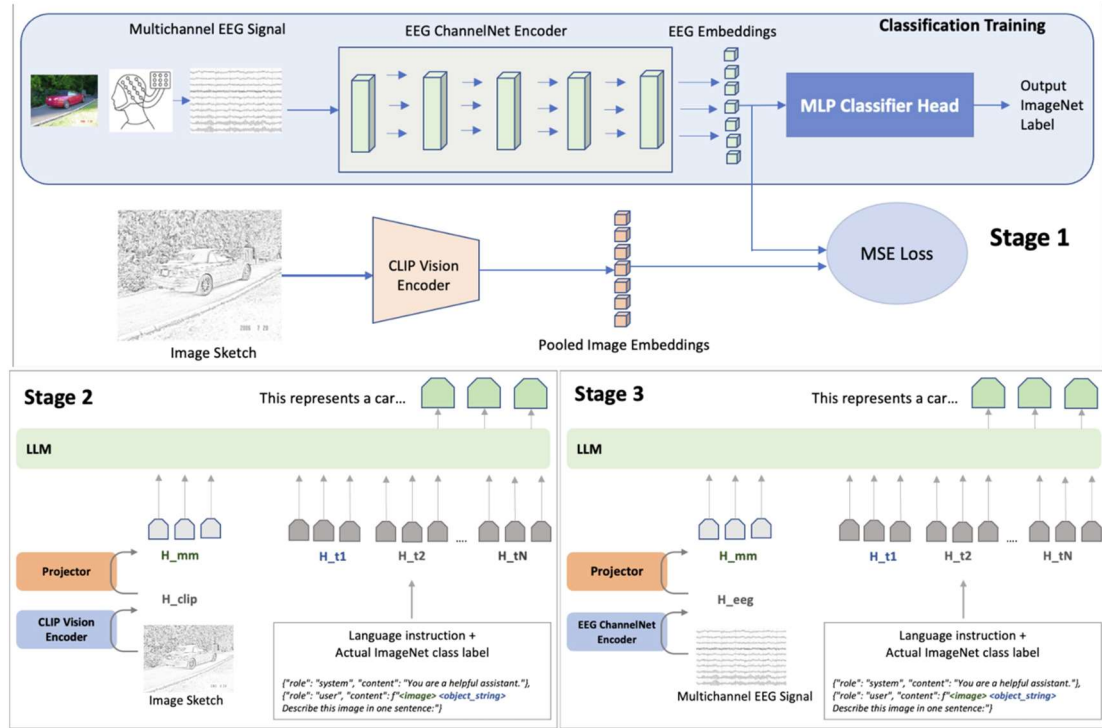 Classification Training
Multichannel EEG Signal
EEG ChannelNet Encoder
EEG Embeddings
MLP Classifier Head
Output
ImageNet
Label
Stage 1
CLIP Vision
Encoder
MSE Loss
Image Sketch
Pooled Image Embeddings
Stage 2
This represents a car...
LLM
H_mm
H_t1
H_t2
....
H_tN
Projector
H_clip
CLIP Vision
Encoder
Image Sketch
Language instruction +
Actual ImageNet class label
{"role": "system", "content": "You are a helpful assistant."},
{"role": "user", "content": f"<image> <object_string>
Describe this image in one sentence:"}
Stage 3
This represents a car...
LLM
H_mm
H_t1
H_t2
....
H_tN
Projector
H_eeg
EEG ChannelNet
Encoder
Multichannel EEG Signal
Language instruction +
Actual ImageNet class label
{"role": "system", "content": "You are a helpful assistant."},
{"role": "user", "content": f"<image> <object_string>
Describe this image in one sentence:"}